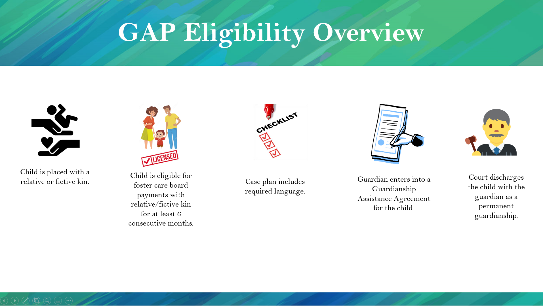 GAP Eligibility Overview
CHECKLIST
LICENSED
Child is placed with a
relative or fictive kin.
Child is eligible for
foster care board
payments with
relative/fictive kin
for at least 6
consecutive months.
Case plan includes
required language.
Guardian enters into a
Guardianship
Assistance Agreement
for the child
Court discharges
the child with the
guardian as a
permanent
guardianship.